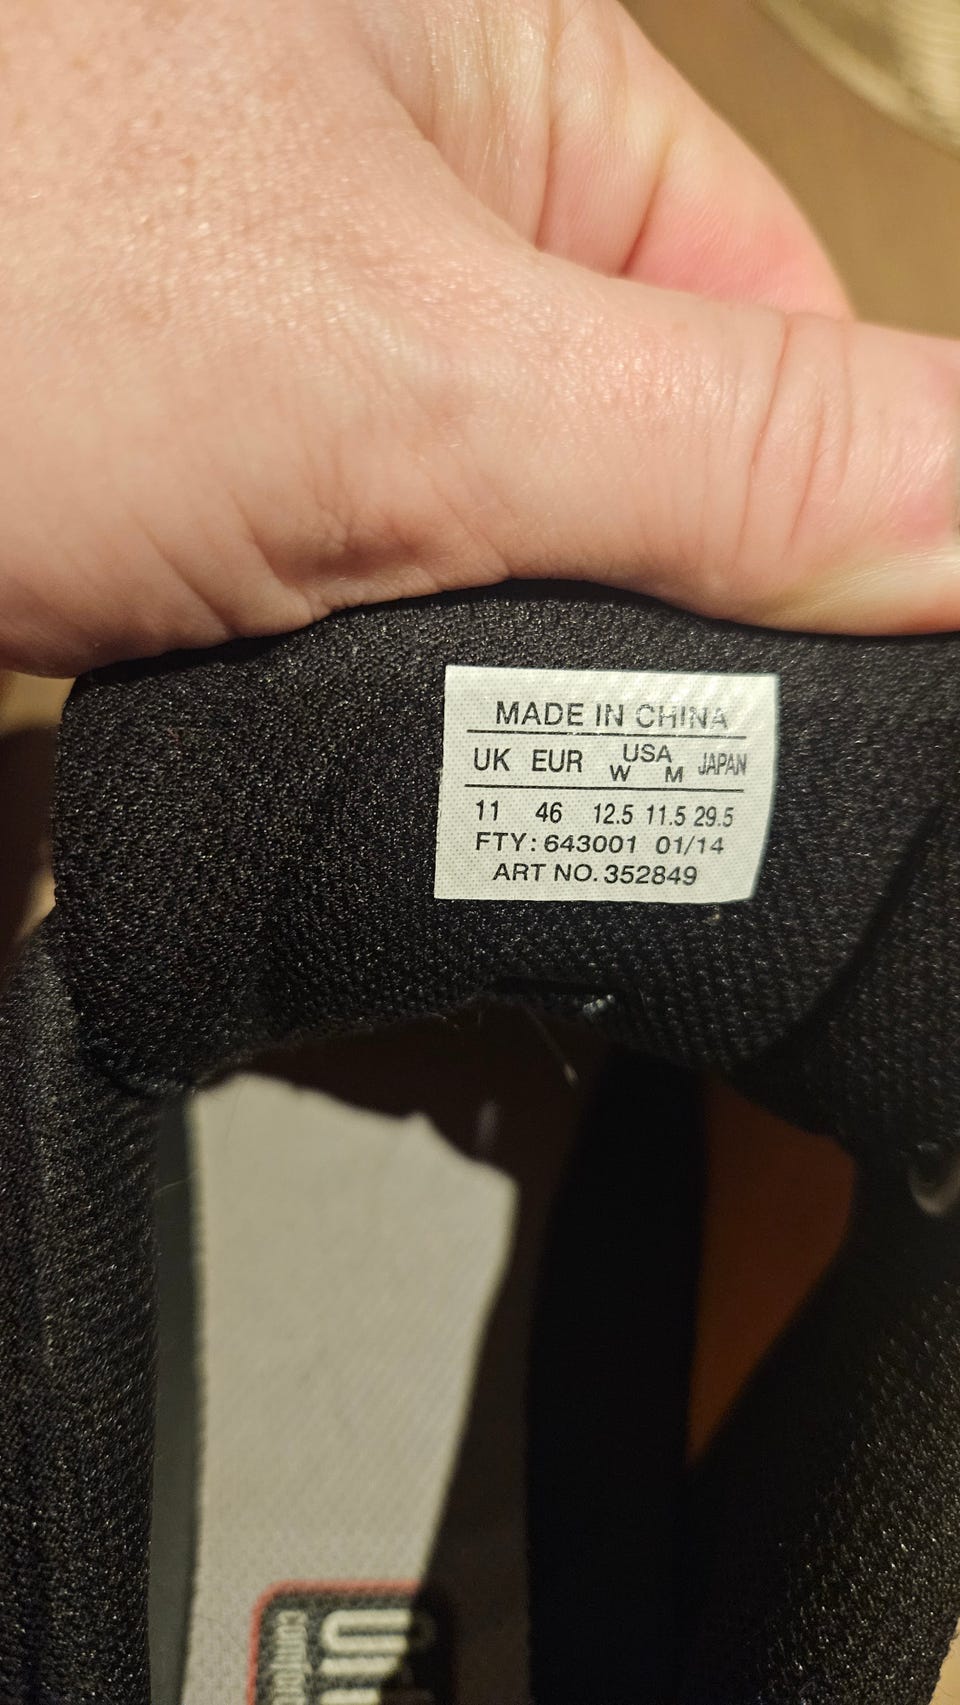 MADE IN CHINA
UK EUR USA W M JAPAN
11 46 12.5 11.5 29.5
FTY: 643001 01/14
ART NO. 352849